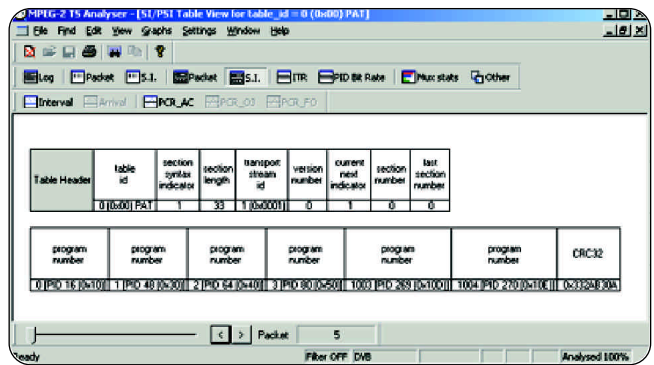 MPEG-2 TS Analyser - [SI/PSI Table View for table_id = 0 (0x00) PAT]
File Find Edit View Graphs Settings Window Help
Log Packet S.I. Packet S.I. ITR PID Bit Rate Mux stats Other
Interval Arrival PCR_AC PCR_OJ PCR_FO
Table Header table id section syntax indicator section length transport stream id version number current next indicator section number last section number
0 (0x00) PAT 1 33 1 (0x0001) 0 1 0 0
program number program number program number program number program number program number CRC32
0 [PID 16 (0x10)] 1 [PID 48 (0x30)] 2 [PID 64 (0x40)] 3 [PID 80 (0x50)] 1003 [PID 269 (0x10D)] 1004 [PID 270 (0x10E)]
< > Packet 5
Ready Filter OFF DVB Analysed 100%